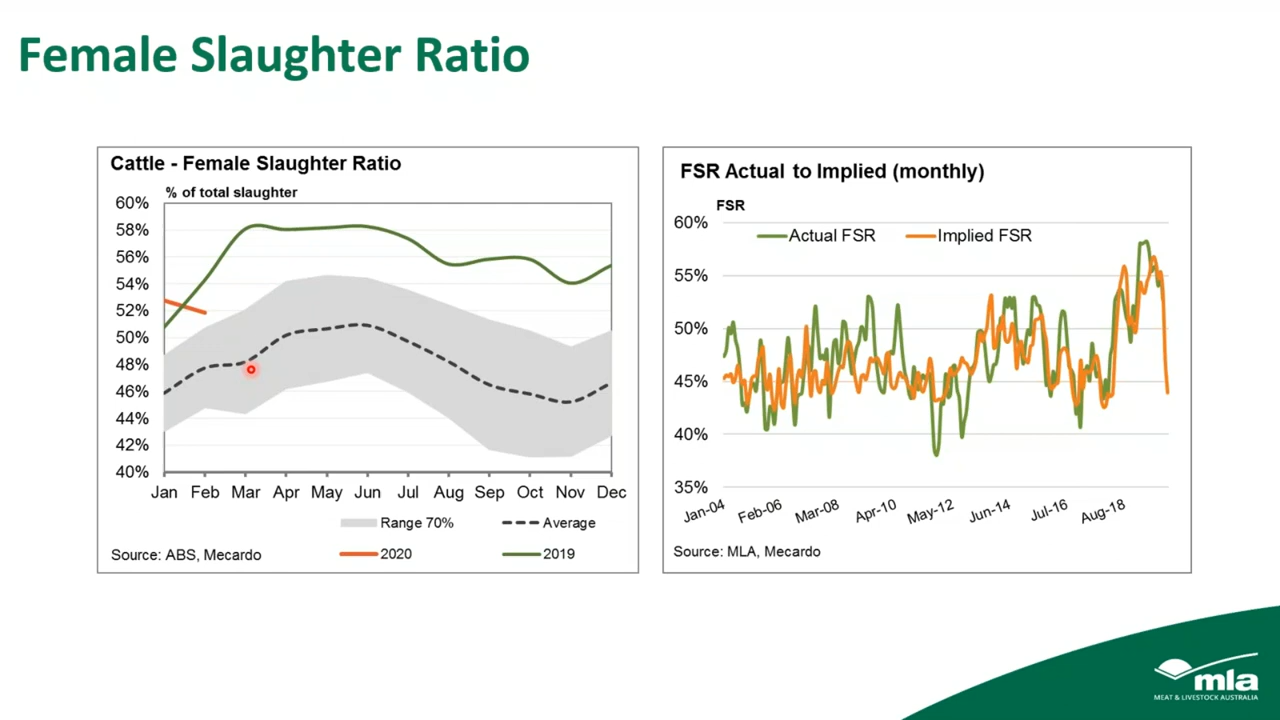 Female Slaughter Ratio
Cattle - Female Slaughter Ratio
% of total slaughter
60%
58%
56%
54%
52%
50%
48%
46%
44%
42%
40%
Jan Feb Mar Apr May Jun Jul Aug Sep Oct Nov Dec
Range 70% Average
2020 2019
Source: ABS, Mecardo
FSR Actual to Implied (monthly)
FSR
Actual FSR Implied FSR
60%
55%
50%
45%
40%
35%
Jan-04 Feb-06 Mar-08 Apr-10 May-12 Jun-14 Jul-16 Aug-18
Source: MLA, Mecardo
mla
MEAT & LIVESTOCK AUSTRALIA